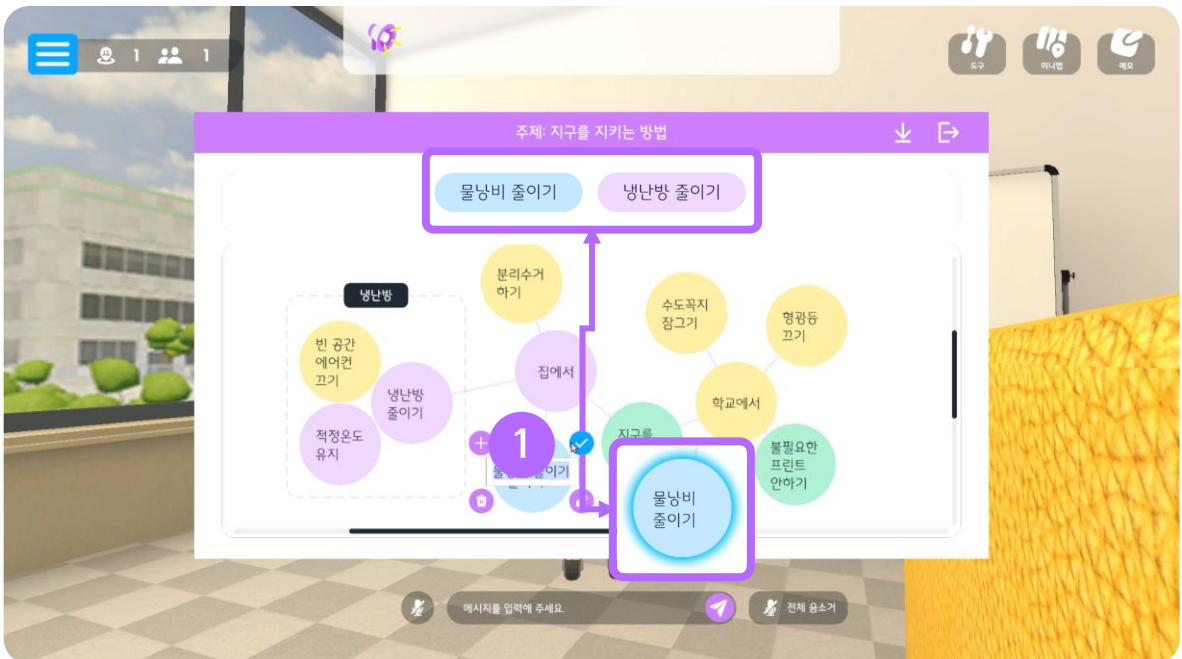 1 1
도구
미니맵
메모
주제: 지구를 지키는 방법
물낭비 줄이기
냉난방 줄이기
분리수거
하기
냉난방
빈 공간
에어컨
끄기
냉난방
줄이기
적정온도
유지
집에서
수도꼭지
잠그기
형광등
끄기
학교에서
지구를
불필요한
프린트
안하기
1
물낭비
줄이기
메시지를 입력해 주세요.
전체 음소거